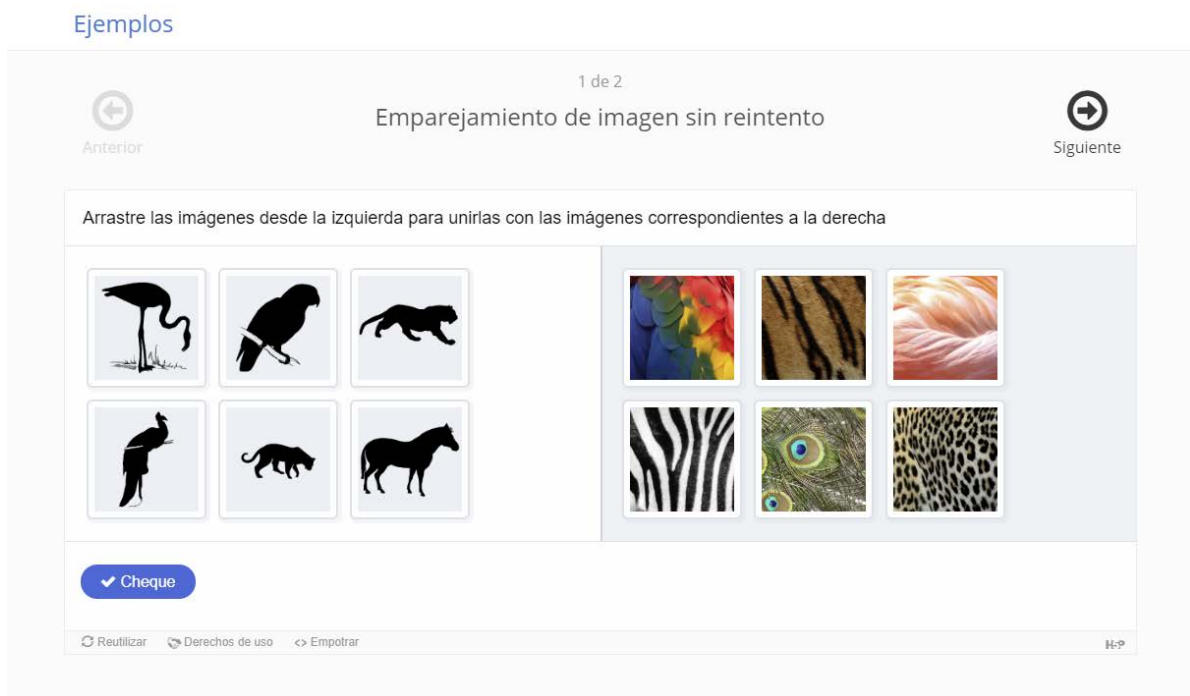 Ejemplos
1 de 2
Emparejamiento de imagen sin reintento
Anterior
Siguiente
Arrastre las imágenes desde la izquierda para unirlas con las imágenes correspondientes a la derecha
Cheque
Reutilizar Derechos de uso <> Empotrar
H-P